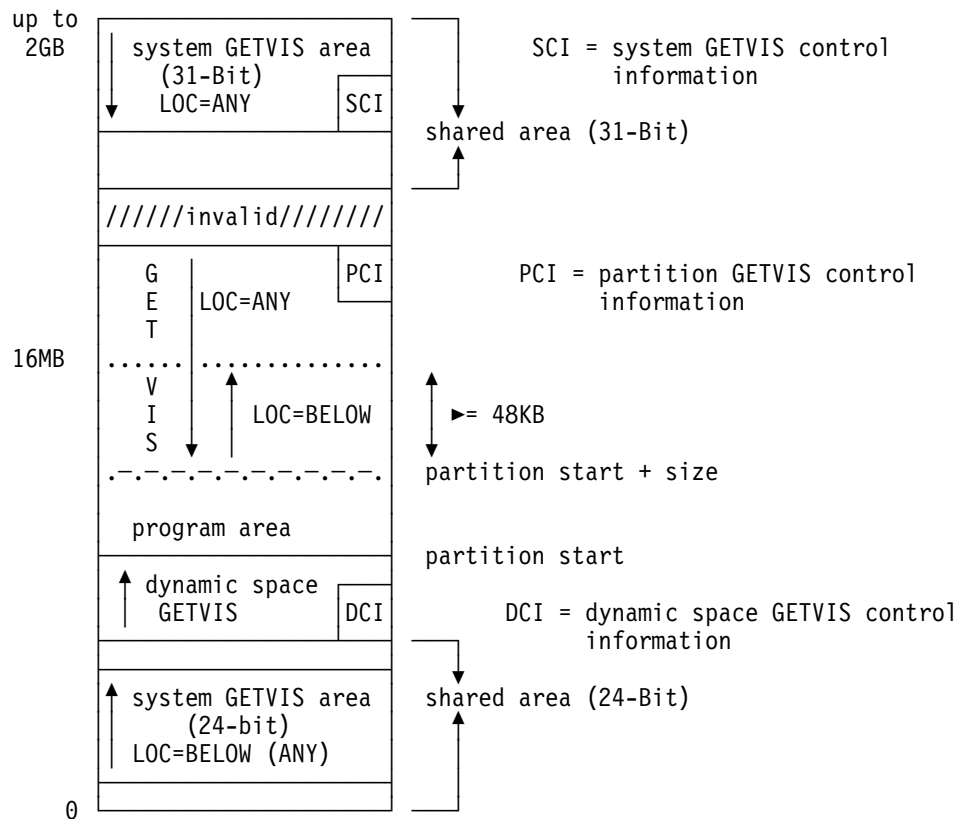 up to
2GB
system GETVIS area
(31-Bit)
LOC=ANY
SCI
SCI = system GETVIS control
information
shared area (31-Bit)
//////invalid////////
G
E
T
LOC=ANY
PCI
PCI = partition GETVIS control
information
16MB
V
I
S
LOC=BELOW
►= 48KB
partition start + size
program area
partition start
dynamic space
GETVIS
DCI
DCI = dynamic space GETVIS control
information
system GETVIS area
(24-bit)
LOC=BELOW (ANY)
shared area (24-Bit)
0